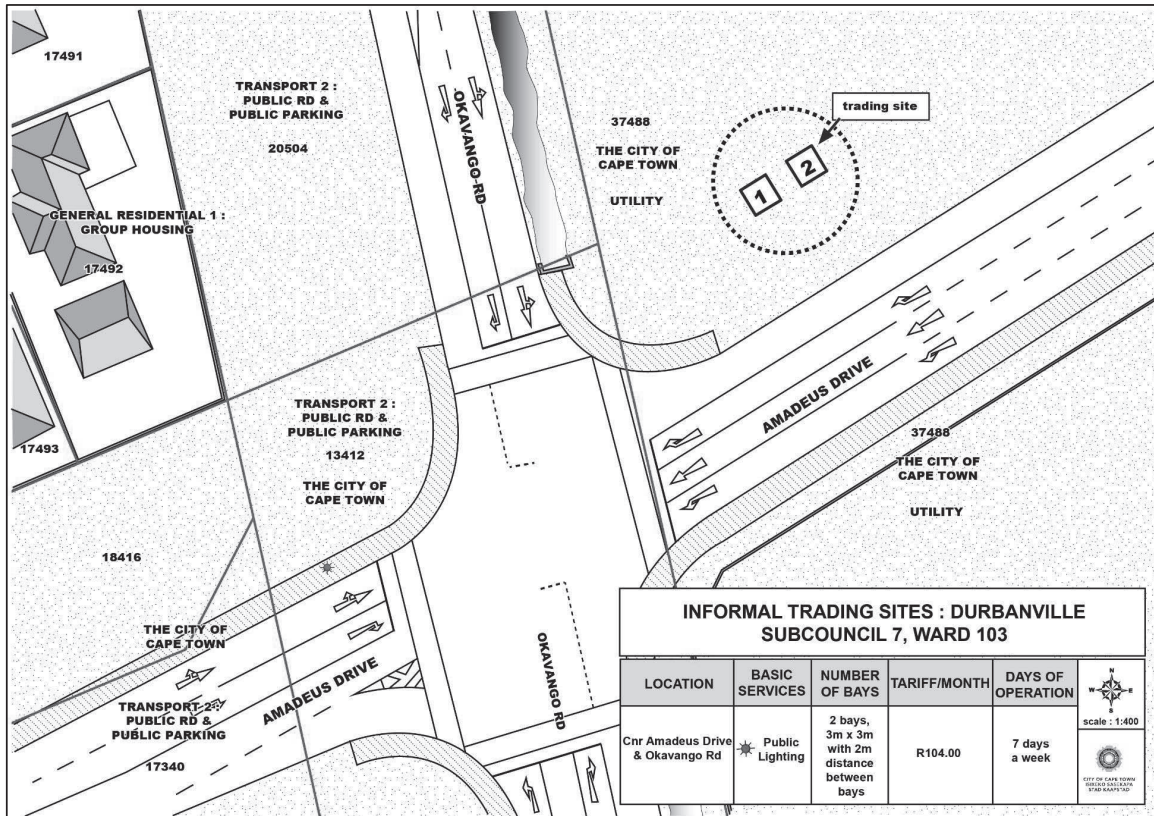 17491
TRANSPORT 2 :
PUBLIC RD &
PUBLIC PARKING
20504
OKAVANGO RD
37488
THE CITY OF
CAPE TOWN
UTILITY
trading site
1
2
GENERAL RESIDENTIAL 1 :
GROUP HOUSING
17492
17493
TRANSPORT 2 :
PUBLIC RD &
PUBLIC PARKING
13412
THE CITY OF
CAPE TOWN
AMADEUS DRIVE
37488
THE CITY OF
CAPE TOWN
UTILITY
18416
THE CITY OF
CAPE TOWN
TRANSPORT 2 :
PUBLIC RD &
PUBLIC PARKING
17340
AMADEUS DRIVE
OKAVANGO RD
INFORMAL TRADING SITES : DURBANVILLE
SUBCOUNCIL 7, WARD 103
LOCATION
BASIC
SERVICES
NUMBER
OF BAYS
TARIFF/MONTH
DAYS OF
OPERATION
Cnr Amadeus Drive
& Okavango Rd
Public
Lighting
2 bays,
3m x 3m
with 2m
distance
between
bays
R104.00
7 days
a week
N
W
E
S
scale : 1:400
CITY OF CAPE TOWN
ISIXEKO SASEKAPA
STAD KAAPSTAD